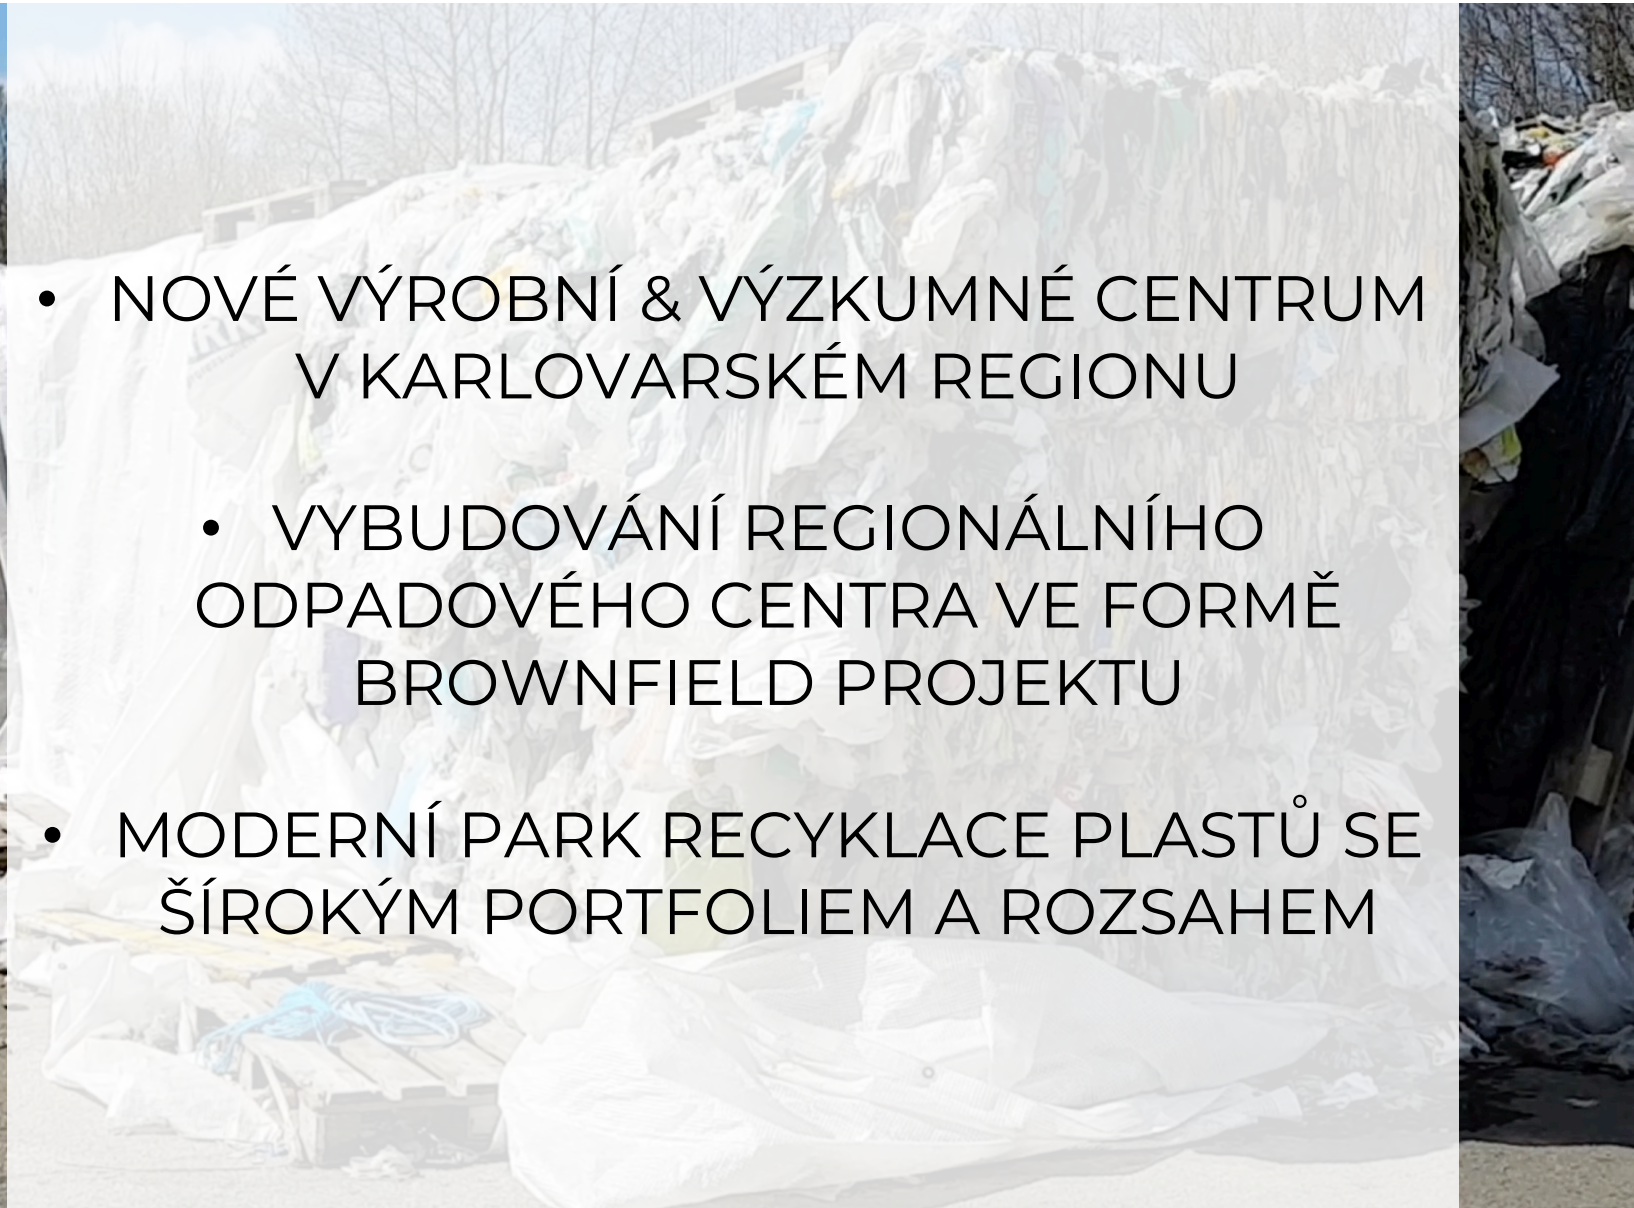 • NOVÉ VÝROBNÍ & VÝZKUMNÉ CENTRUM
V KARLOVARSKÉM REGIONU
• VYBUDOVÁNÍ REGIONÁLNÍHO
ODPADOVÉHO CENTRA VE FORMĚ
BROWNFIELD PROJEKTU
• MODERNÍ PARK RECYKLACE PLASTŮ SE
ŠÍROKÝM PORTFOLIEM A ROZSAHEM